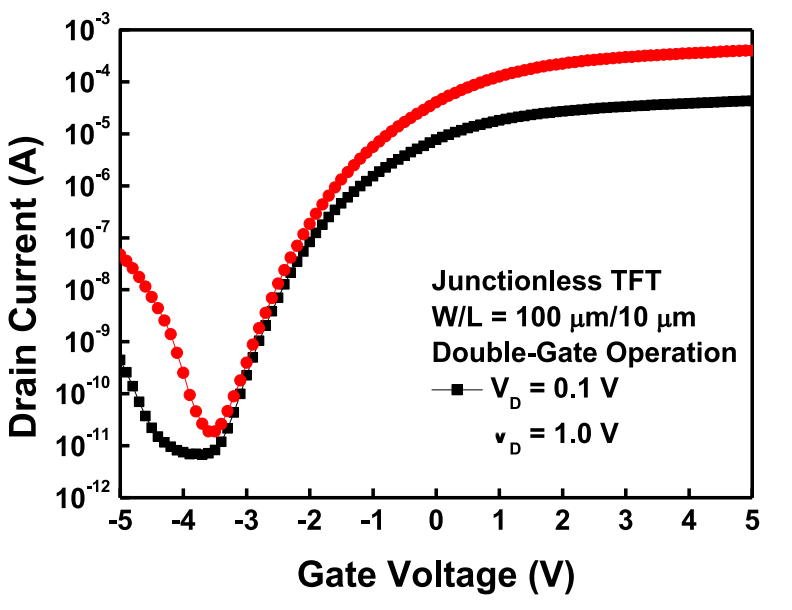 10⁻³
10⁻⁴
10⁻⁵
10⁻⁶
10⁻⁷
10⁻⁸
10⁻⁹
10⁻¹⁰
10⁻¹¹
10⁻¹²
Drain Current (A)
Junctionless TFT
W/L = 100 μm/10 μm
Double-Gate Operation
V_D = 0.1 V
V_D = 1.0 V
-5 -4 -3 -2 -1 0 1 2 3 4 5
Gate Voltage (V)